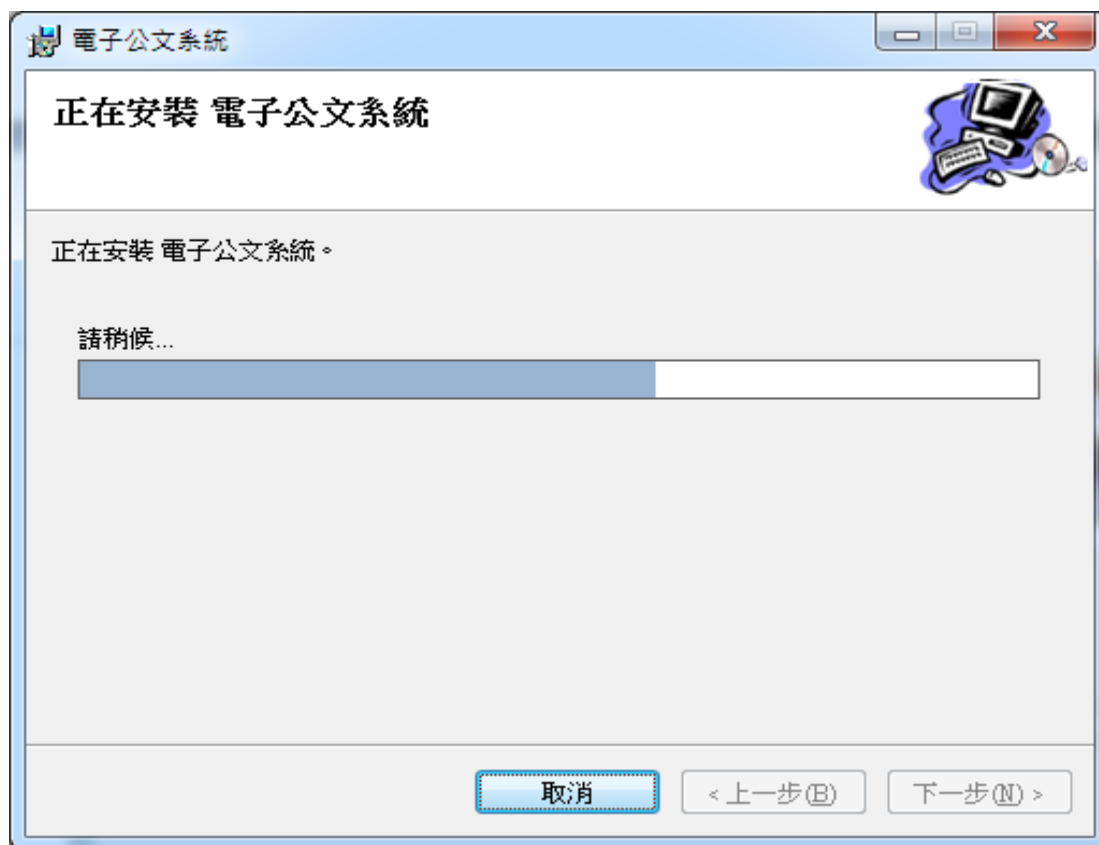 電子公文系統
正在安裝 電子公文系統
正在安裝 電子公文系統。
請稍候...
取消
<上一步(B)
下一步(N)>